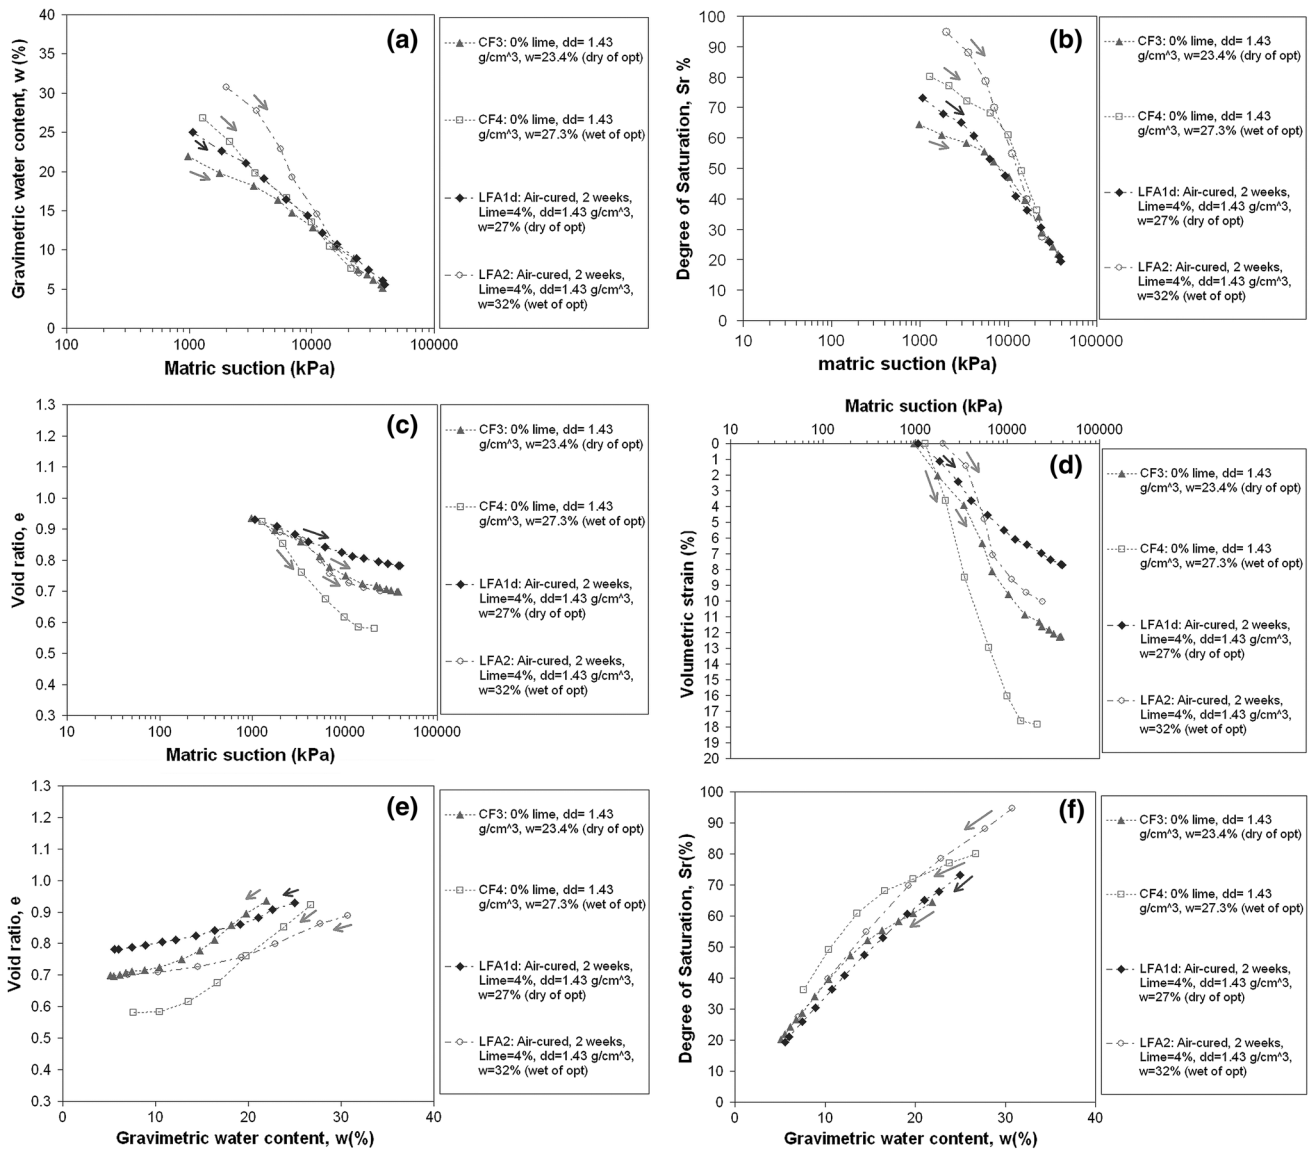 (a)
Gravimetric water content, w (%)
40
35
30
25
20
15
10
5
0
100
1000
10000
100000
Matric suction (kPa)
CF3: 0% lime, dd= 1.43
g/cm^3, w=23.4% (dry of opt)
CF4: 0% lime, dd= 1.43
g/cm^3, w=27.3% (wet of opt)
LFA1d: Air-cured, 2 weeks,
Lime=4%, dd=1.43 g/cm^3,
w=27% (dry of opt)
LFA2: Air-cured, 2 weeks,
Lime=4%, dd=1.43 g/cm^3,
w=32% (wet of opt)
(b)
Degree of Saturation, Sr %
100
90
80
70
60
50
40
30
20
10
0
10
100
1000
10000
100000
matric suction (kPa)
CF3: 0% lime, dd= 1.43
g/cm^3, w=23.4% (dry of opt)
CF4: 0% lime, dd= 1.43
g/cm^3, w=27.3% (wet of opt)
LFA1d: Air-cured, 2 weeks,
Lime=4%, dd=1.43 g/cm^3,
w=27% (dry of opt)
LFA2: Air-cured, 2 weeks,
Lime=4%, dd=1.43 g/cm^3,
w=32% (wet of opt)
(c)
Void ratio, e
1.3
1.2
1.1
1.0
0.9
0.8
0.7
0.6
0.5
0.4
0.3
10
100
1000
10000
100000
Matric suction (kPa)
CF3: 0% lime, dd= 1.43
g/cm^3, w=23.4% (dry of opt)
CF4: 0% lime, dd= 1.43
g/cm^3, w=27.3% (wet of opt)
LFA1d: Air-cured, 2 weeks,
Lime=4%, dd=1.43 g/cm^3,
w=27% (dry of opt)
LFA2: Air-cured, 2 weeks,
Lime=4%, dd=1.43 g/cm^3,
w=32% (wet of opt)
Matric suction (kPa)
10
100
1000
10000
100000
(d)
Volumetric strain (%)
0
1
2
3
4
5
6
7
8
9
10
11
12
13
14
15
16
17
18
19
20
CF3: 0% lime, dd= 1.43
g/cm^3, w=23.4% (dry of opt)
CF4: 0% lime, dd= 1.43
g/cm^3, w=27.3% (wet of opt)
LFA1d: Air-cured, 2 weeks,
Lime=4%, dd=1.43 g/cm^3,
w=27% (dry of opt)
LFA2: Air-cured, 2 weeks,
Lime=4%, dd=1.43 g/cm^3,
w=32% (wet of opt)
(e)
Void ratio, e
1.3
1.2
1.1
1.0
0.9
0.8
0.7
0.6
0.5
0.4
0.3
0
10
20
30
40
Gravimetric water content, w(%)
CF3: 0% lime, dd= 1.43
g/cm^3, w=23.4% (dry of opt)
CF4: 0% lime, dd= 1.43
g/cm^3, w=27.3% (wet of opt)
LFA1d: Air-cured, 2 weeks,
Lime=4%, dd=1.43 g/cm^3,
w=27% (dry of opt)
LFA2: Air-cured, 2 weeks,
Lime=4%, dd=1.43 g/cm^3,
w=32% (wet of opt)
(f)
Degree of Saturation, Sr(%)
100
90
80
70
60
50
40
30
20
10
0
0
10
20
30
40
Gravimetric water content, w(%)
CF3: 0% lime, dd= 1.43
g/cm^3, w=23.4% (dry of opt)
CF4: 0% lime, dd= 1.43
g/cm^3, w=27.3% (wet of opt)
LFA1d: Air-cured, 2 weeks,
Lime=4%, dd=1.43 g/cm^3,
w=27% (dry of opt)
LFA2: Air-cured, 2 weeks,
Lime=4%, dd=1.43 g/cm^3,
w=32% (wet of opt)